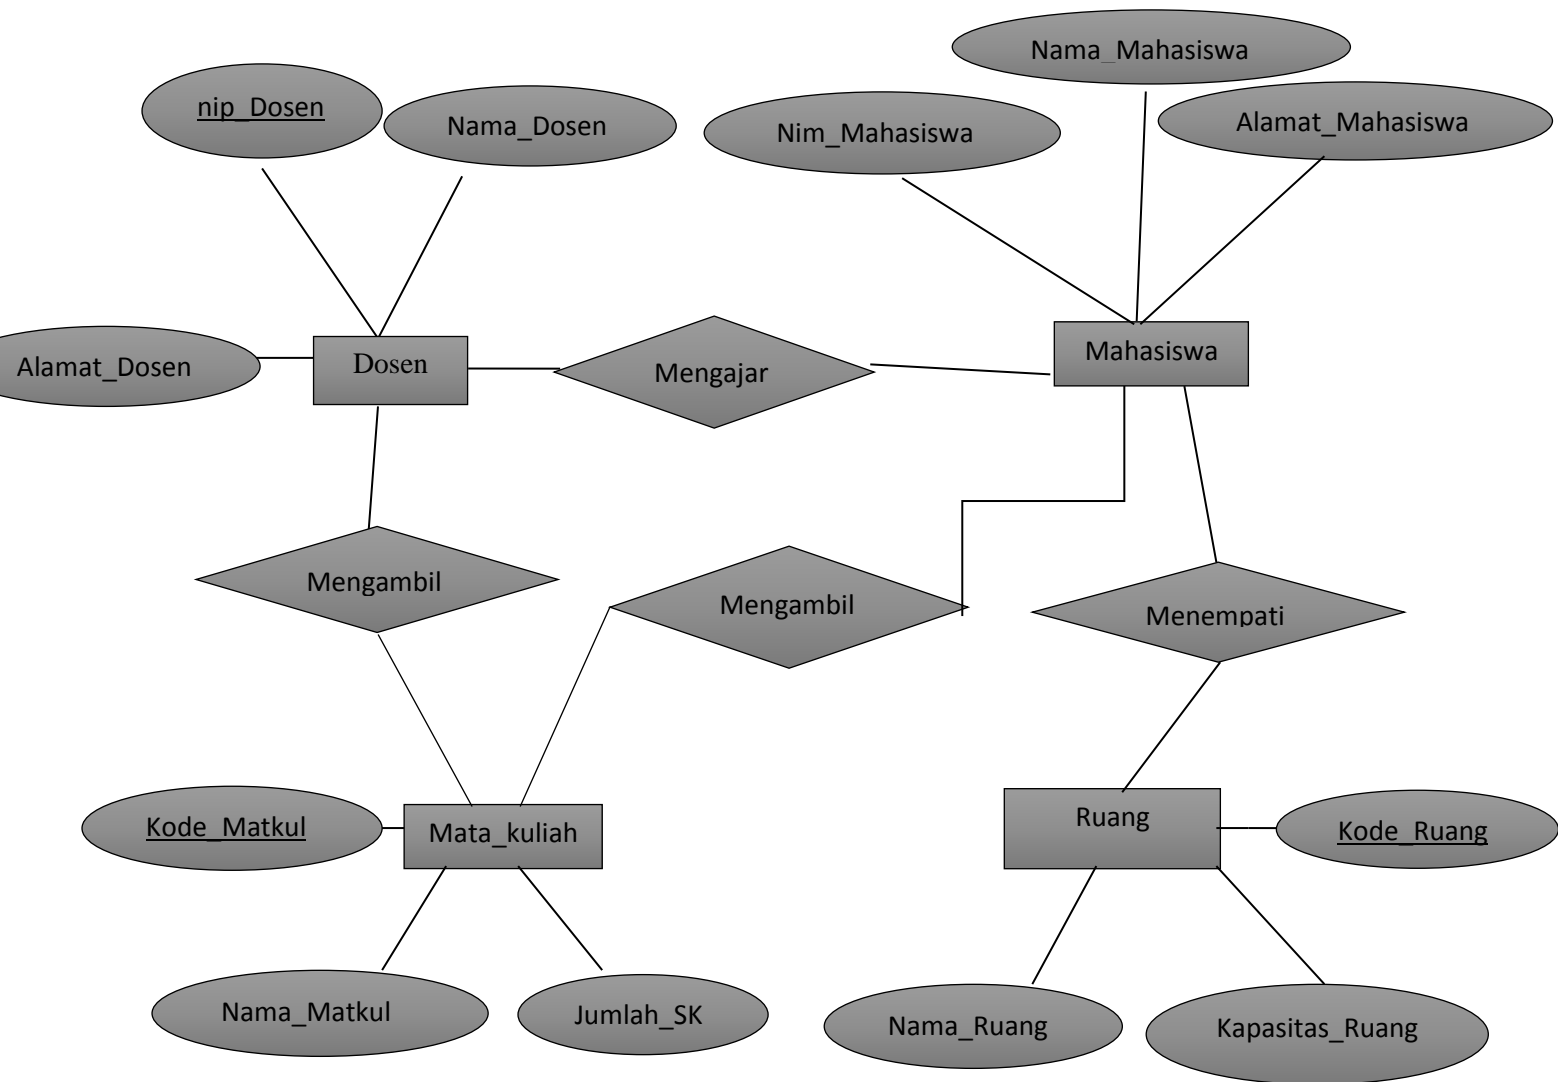 Nama_Mahasiswa
nip_Dosen
Nama_Dosen
Nim_Mahasiswa
Alamat_Mahasiswa
Alamat_Dosen
Dosen
Mengajar
Mahasiswa
Mengambil
Mengambil
Menempati
Kode_Matkul
Mata_kuliah
Ruang
Kode_Ruang
Nama_Matkul
Jumlah_SK
Nama_Ruang
Kapasitas_Ruang